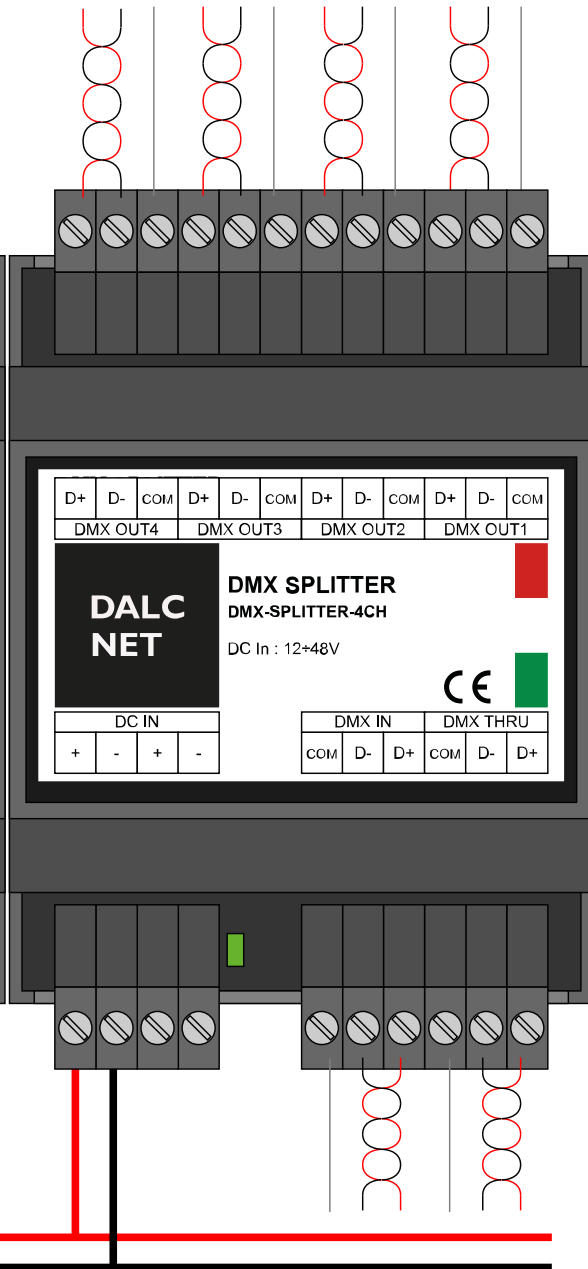 D+ D- COM D+ D- COM D+ D- COM D+ D- COM
DMX OUT4 DMX OUT3 DMX OUT2 DMX OUT1
DALC
NET
DMX SPLITTER
DMX-SPLITTER-4CH
DC In : 12÷48V
CE
DC IN DMX IN DMX THRU
+ - + - COM D- D+ COM D- D+